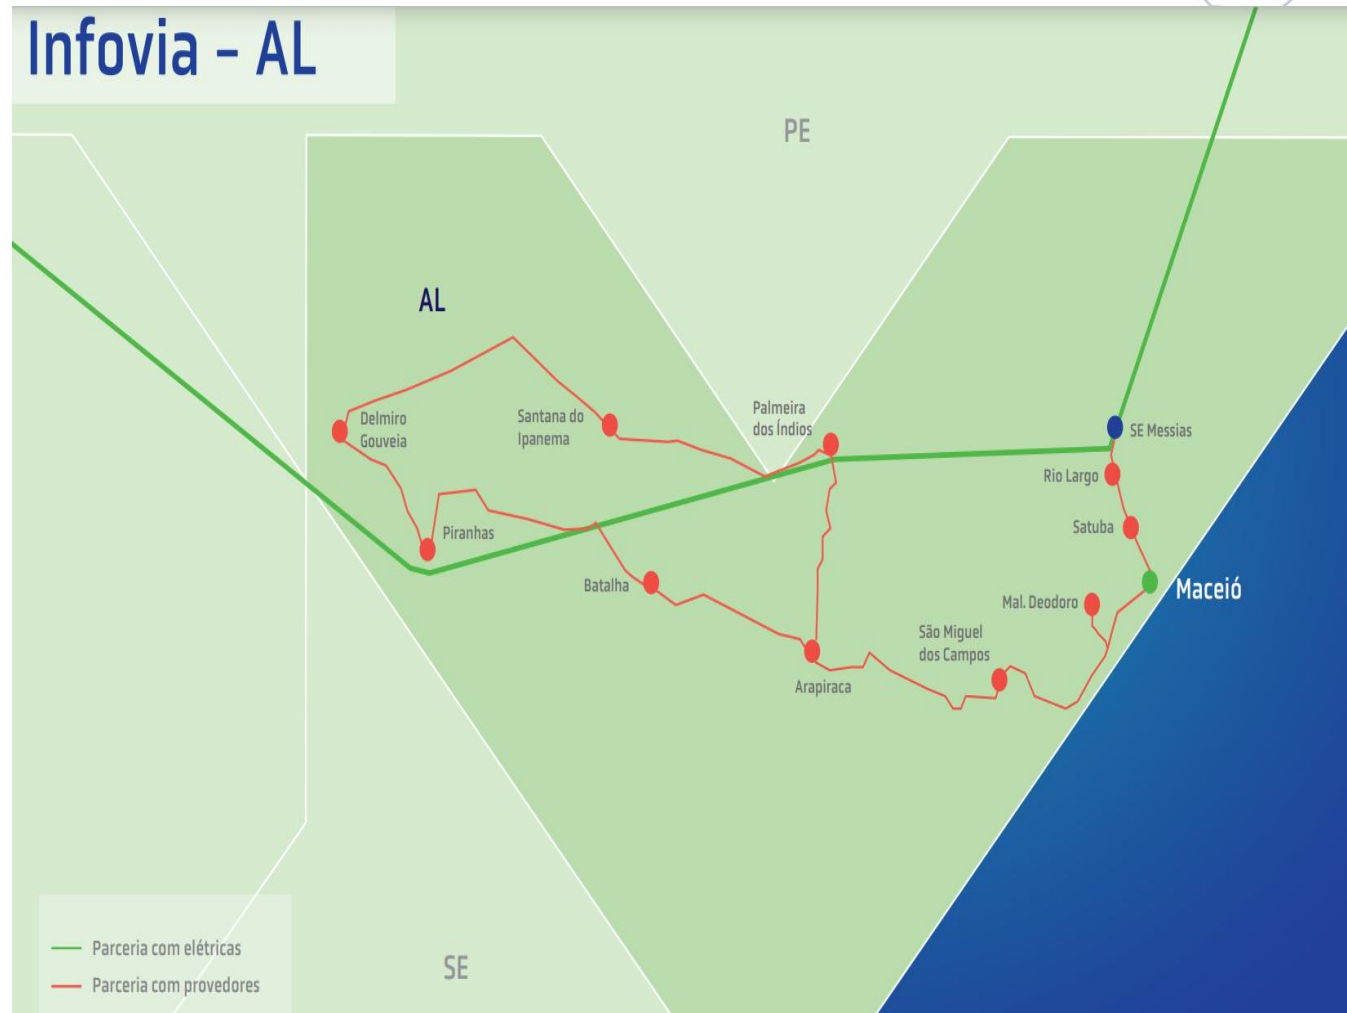 Infovia – AL
PE
AL
Delmiro
Gouveia
Santana do
Ipanema
Palmeira
dos Índios
SE Messias
Rio Largo
Satuba
Piranhas
Batalha
Maceió
Mal. Deodoro
São Miguel
dos Campos
Arapiraca
Parceria com elétricas
Parceria com provedores
SE